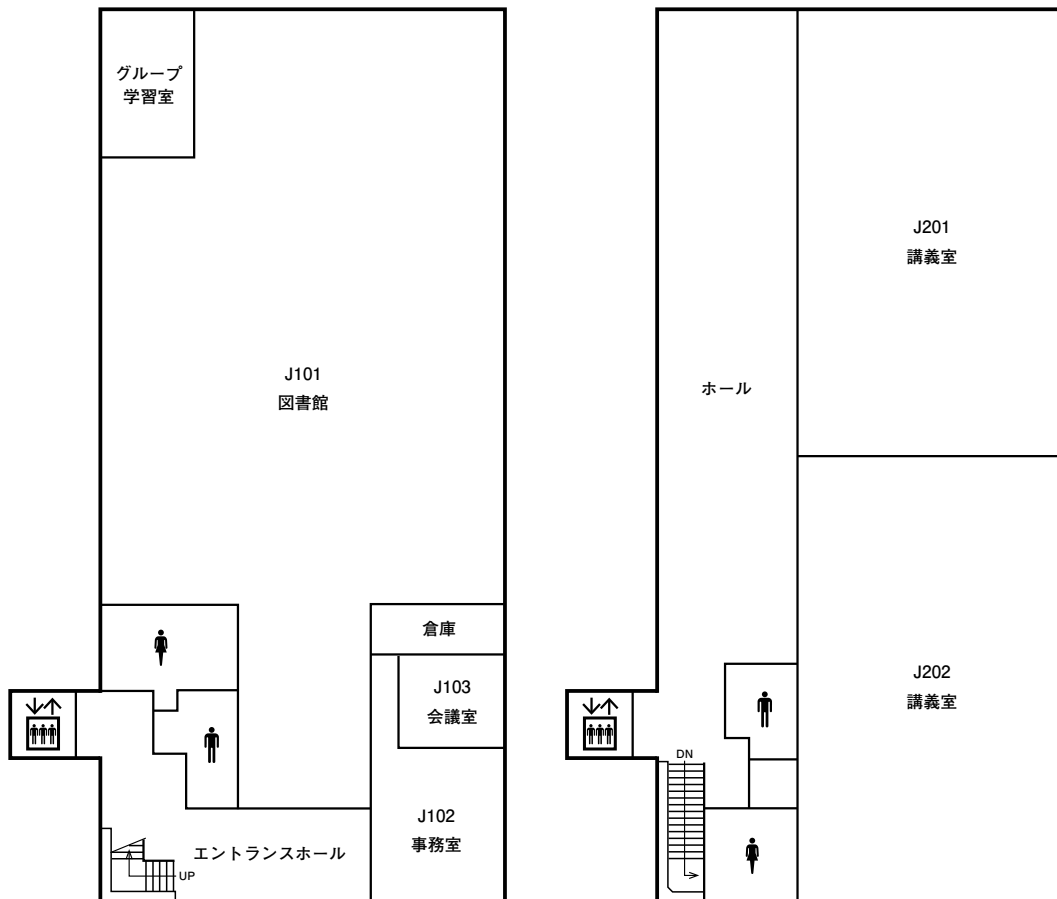 グループ
学習室
J101
図書館
倉庫
J103
会議室
J102
事務室
エントランスホール
UP
J201
講義室
ホール
J202
講義室
DN